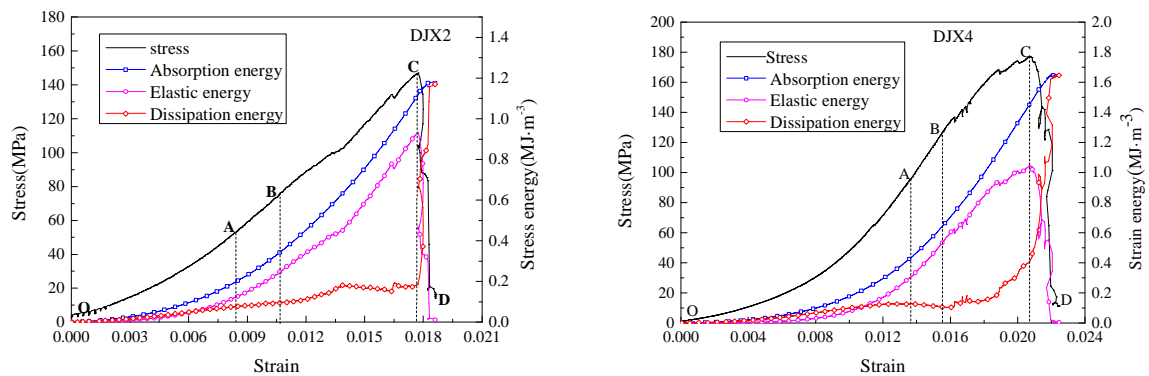 DJX2
stress
Absorption energy
Elastic energy
Dissipation energy
O
A
B
C
D
180
160
140
120
100
80
60
40
20
0
Stress(MPa)
0.000
0.003
0.006
0.009
0.012
0.015
0.018
0.021
Strain
1.4
1.2
1.0
0.8
0.6
0.4
0.2
0.0
Stress energy(MJ·m⁻³)
DJX4
Stress
Absorption energy
Elastic energy
Dissipation energy
O
A
B
C
D
200
180
160
140
120
100
80
60
40
20
0
Stress(MPa)
0.000
0.004
0.008
0.012
0.016
0.020
0.024
Strain
2.0
1.8
1.6
1.4
1.2
1.0
0.8
0.6
0.4
0.2
0.0
Strain energy(MJ·m⁻³)